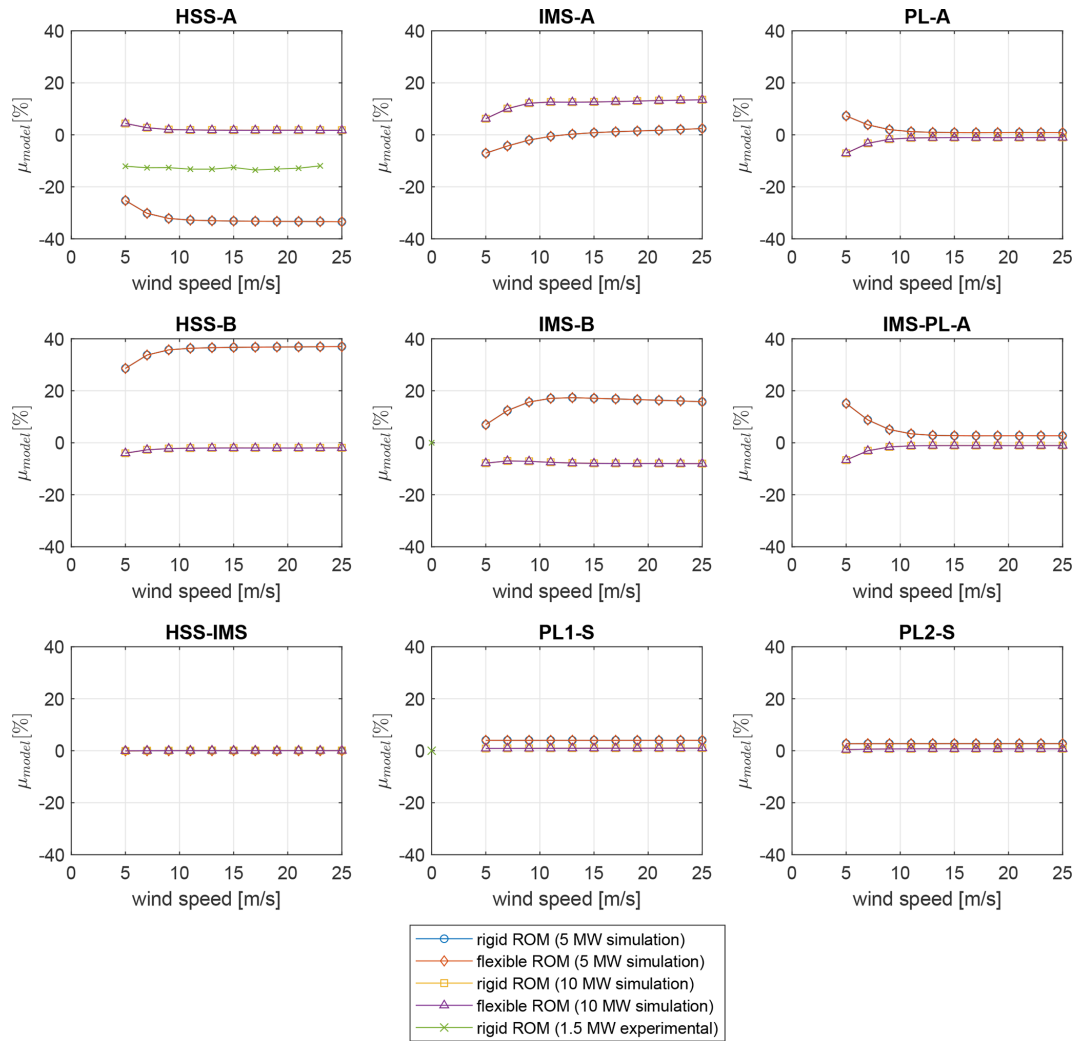 HSS-A IMS-A PL-A
40 40 40
20 20 20
0 0 0
-20 -20 -20
-40 -40 -40
μmodel[%] μmodel[%] μmodel[%]
0 5 10 15 20 25 0 5 10 15 20 25 0 5 10 15 20 25
wind speed [m/s] wind speed [m/s] wind speed [m/s]
HSS-B IMS-B IMS-PL-A
40 40 40
20 20 20
0 0 0
-20 -20 -20
-40 -40 -40
μmodel[%] μmodel[%] μmodel[%]
0 5 10 15 20 25 0 5 10 15 20 25 0 5 10 15 20 25
wind speed [m/s] wind speed [m/s] wind speed [m/s]
HSS-IMS PL1-S PL2-S
40 40 40
20 20 20
0 0 0
-20 -20 -20
-40 -40 -40
μmodel[%] μmodel[%] μmodel[%]
0 5 10 15 20 25 0 5 10 15 20 25 0 5 10 15 20 25
wind speed [m/s] wind speed [m/s] wind speed [m/s]
rigid ROM (5 MW simulation)
flexible ROM (5 MW simulation)
rigid ROM (10 MW simulation)
flexible ROM (10 MW simulation)
rigid ROM (1.5 MW experimental)